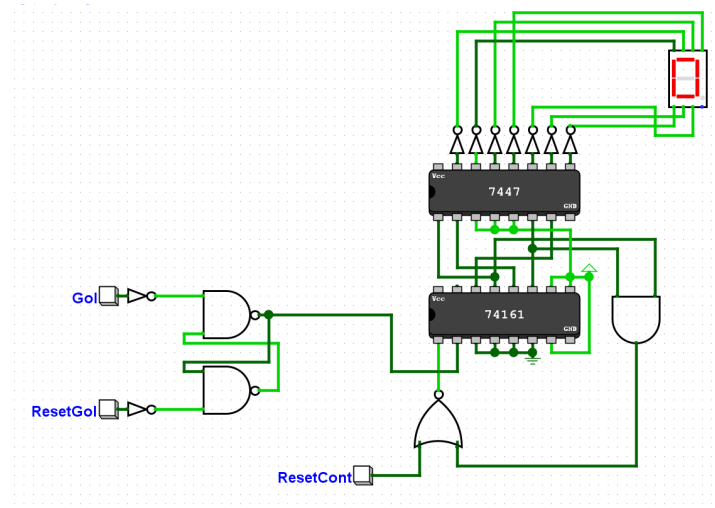 Vcc
7447
GND
Vcc
74161
GND
Gol
ResetGol
ResetCont